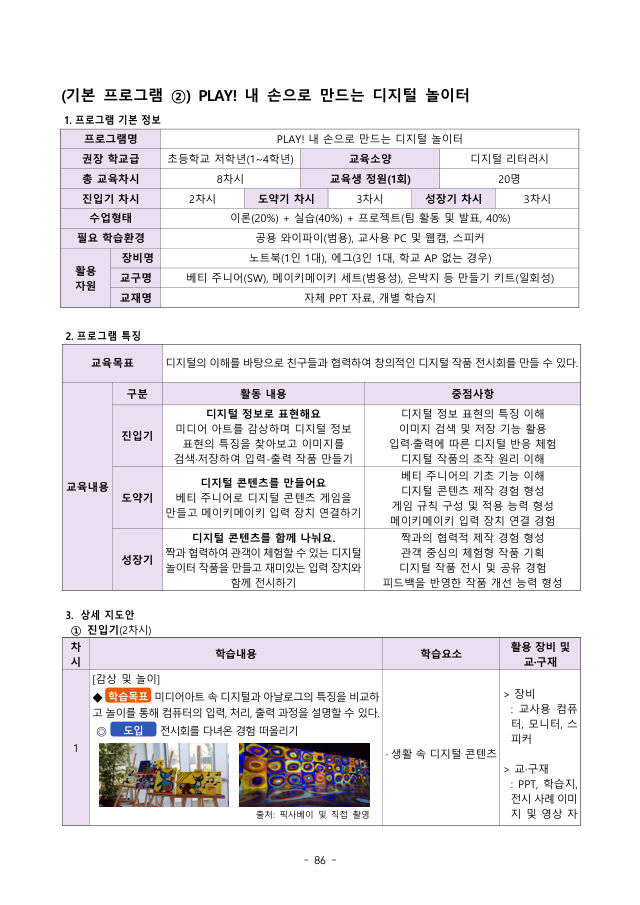 (기본 프로그램 ②) PLAY! 내 손으로 만드는 디지털 놀이터
1. 프로그램 기본 정보
프로그램명 PLAY! 내 손으로 만드는 디지털 놀이터
권장 학교급 초등학교 저학년(1~4학년) 교육소양 디지털 리터러시
총 교육차시 8차시 교육생 정원(1회) 20명
진입기 차시 2차시 도약기 차시 3차시 성장기 차시 3차시
수업형태 이론(20%) + 실습(40%) + 프로젝트(팀 활동 및 발표, 40%)
필요 학습환경 공용 와이파이(범용), 교사용 PC 및 웹캠, 스피커
활용 자원 장비명 노트북(1인 1대), 에그(3인 1대, 학교 AP 없는 경우)
교구명 베티 주니어(SW), 메이키메이키 세트(범용성), 은박지 등 만들기 키트(일회성)
교재명 자체 PPT 자료, 개별 학습지
2. 프로그램 특징
교육목표 디지털의 이해를 바탕으로 친구들과 협력하여 창의적인 디지털 작품 전시회를 만들 수 있다.
교육내용 구분 활동 내용 중점사항
진입기
디지털 정보로 표현해요
미디어 아트를 감상하며 디지털 정보
표현의 특징을 찾아보고 이미지를
검색·저장하여 입력-출력 작품 만들기
디지털 정보 표현의 특징 이해
이미지 검색 및 저장 기능 활용
입력·출력에 따른 디지털 반응 체험
디지털 작품의 조작 원리 이해
도약기
디지털 콘텐츠를 만들어요
베티 주니어로 디지털 콘텐츠 게임을
만들고 메이키메이키 입력 장치 연결하기
베티 주니어의 기초 기능 이해
디지털 콘텐츠 제작 경험 형성
게임 규칙 구성 및 적용 능력 형성
메이키메이키 입력 장치 연결 경험
성장기
디지털 콘텐츠를 함께 나눠요.
짝과 협력하여 관객이 체험할 수 있는 디지털
놀이터 작품을 만들고 재미있는 입력 장치와
함께 전시하기
짝과의 협력적 제작 경험 형성
관객 중심의 체험형 작품 기획
디지털 작품 전시 및 공유 경험
피드백을 반영한 작품 개선 능력 형성
3. 상세 지도안
① 진입기(2차시)
차시 학습내용 학습요소 활용 장비 및 교·구재
1
[감상 및 놀이]
◆ 학습목표 미디어아트 속 디지털과 아날로그의 특징을 비교하
고 놀이를 통해 컴퓨터의 입력, 처리, 출력 과정을 설명할 수 있다.
◎ 도입 전시회를 다녀온 경험 떠올리기
출처: 픽사베이 및 직접 촬영
· 생활 속 디지털 콘텐츠
> 장비
: 교사용 컴퓨
터, 모니터, 스
피커
> 교·구재
: PPT, 학습지,
전시 사례 이미
지 및 영상 자
- 86 -